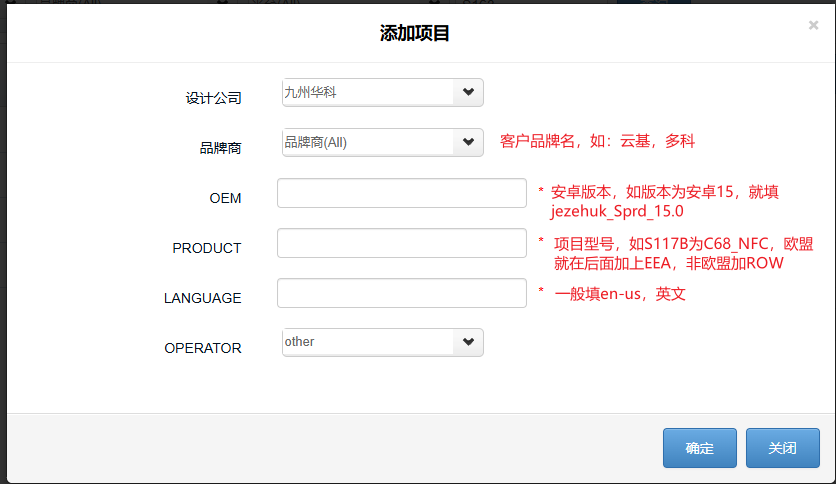 添加项目
×
设计公司 九州华科
品牌商 品牌商(All) 客户品牌名，如：云基，多科
OEM * 安卓版本，如版本为安卓15，就填
jezehuk_Sprd_15.0
PRODUCT * 项目型号，如S117B为C68_NFC，欧盟
就在后面加上EEA，非欧盟加ROW
LANGUAGE * 一般填en-us，英文
OPERATOR other
确定 关闭